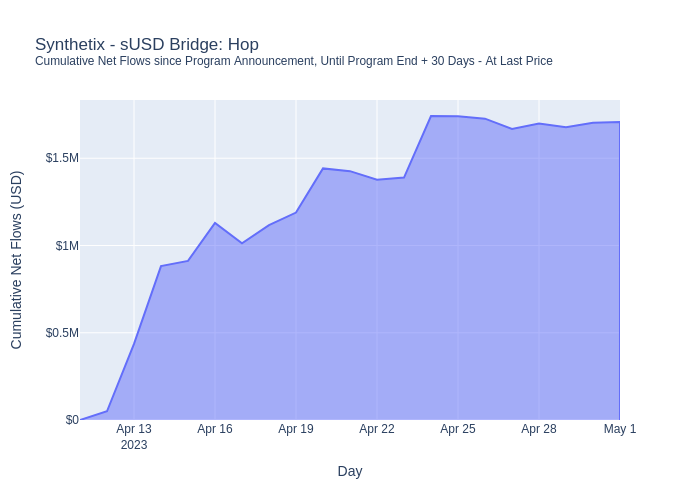 Synthetix - sUSD Bridge: Hop
Cumulative Net Flows since Program Announcement, Until Program End + 30 Days - At Last Price
Cumulative Net Flows (USD)
$1.5M
$1M
$0.5M
$0
Apr 13 Apr 16 Apr 19 Apr 22 Apr 25 Apr 28 May 1
2023
Day